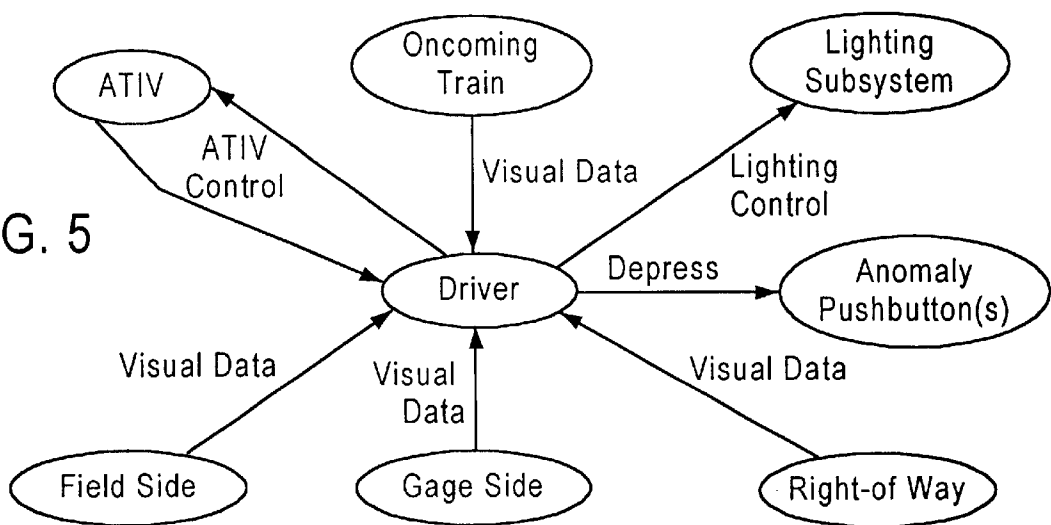 Oncoming
Train
Lighting
Subsystem
ATIV
ATIV
Control
Visual Data
Lighting
Control
G. 5
Driver
Depress
Anomaly
Pushbutton(s)
Visual Data
Visual
Data
Visual Data
Field Side
Gage Side
Right-of Way